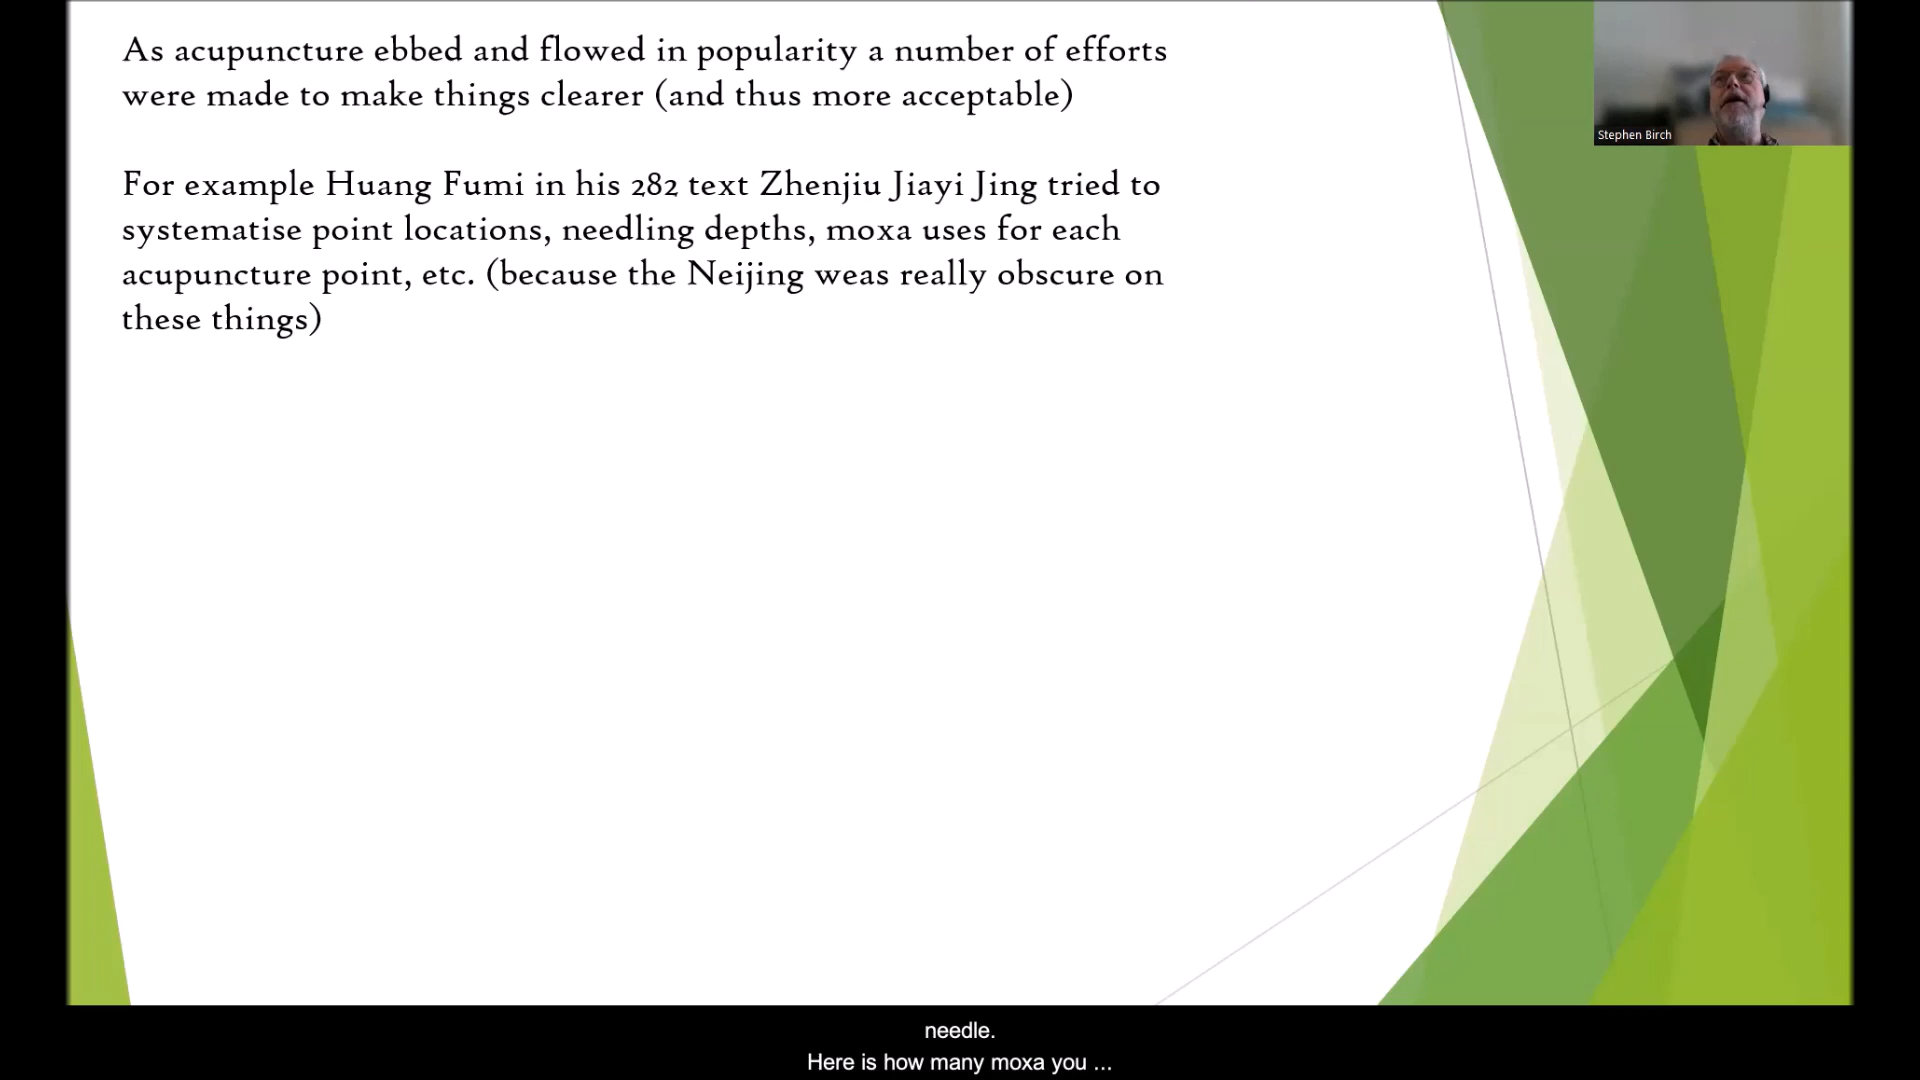 As acupuncture ebbed and flowed in popularity a number of efforts
were made to make things clearer (and thus more acceptable)
For example Huang Fumi in his 282 text Zhenjiu Jiayi Jing tried to
systematise point locations, needling depths, moxa uses for each
acupuncture point, etc. (because the Neijing weas really obscure on
these things)
Stephen Birch
needle.
Here is how many moxa you ...